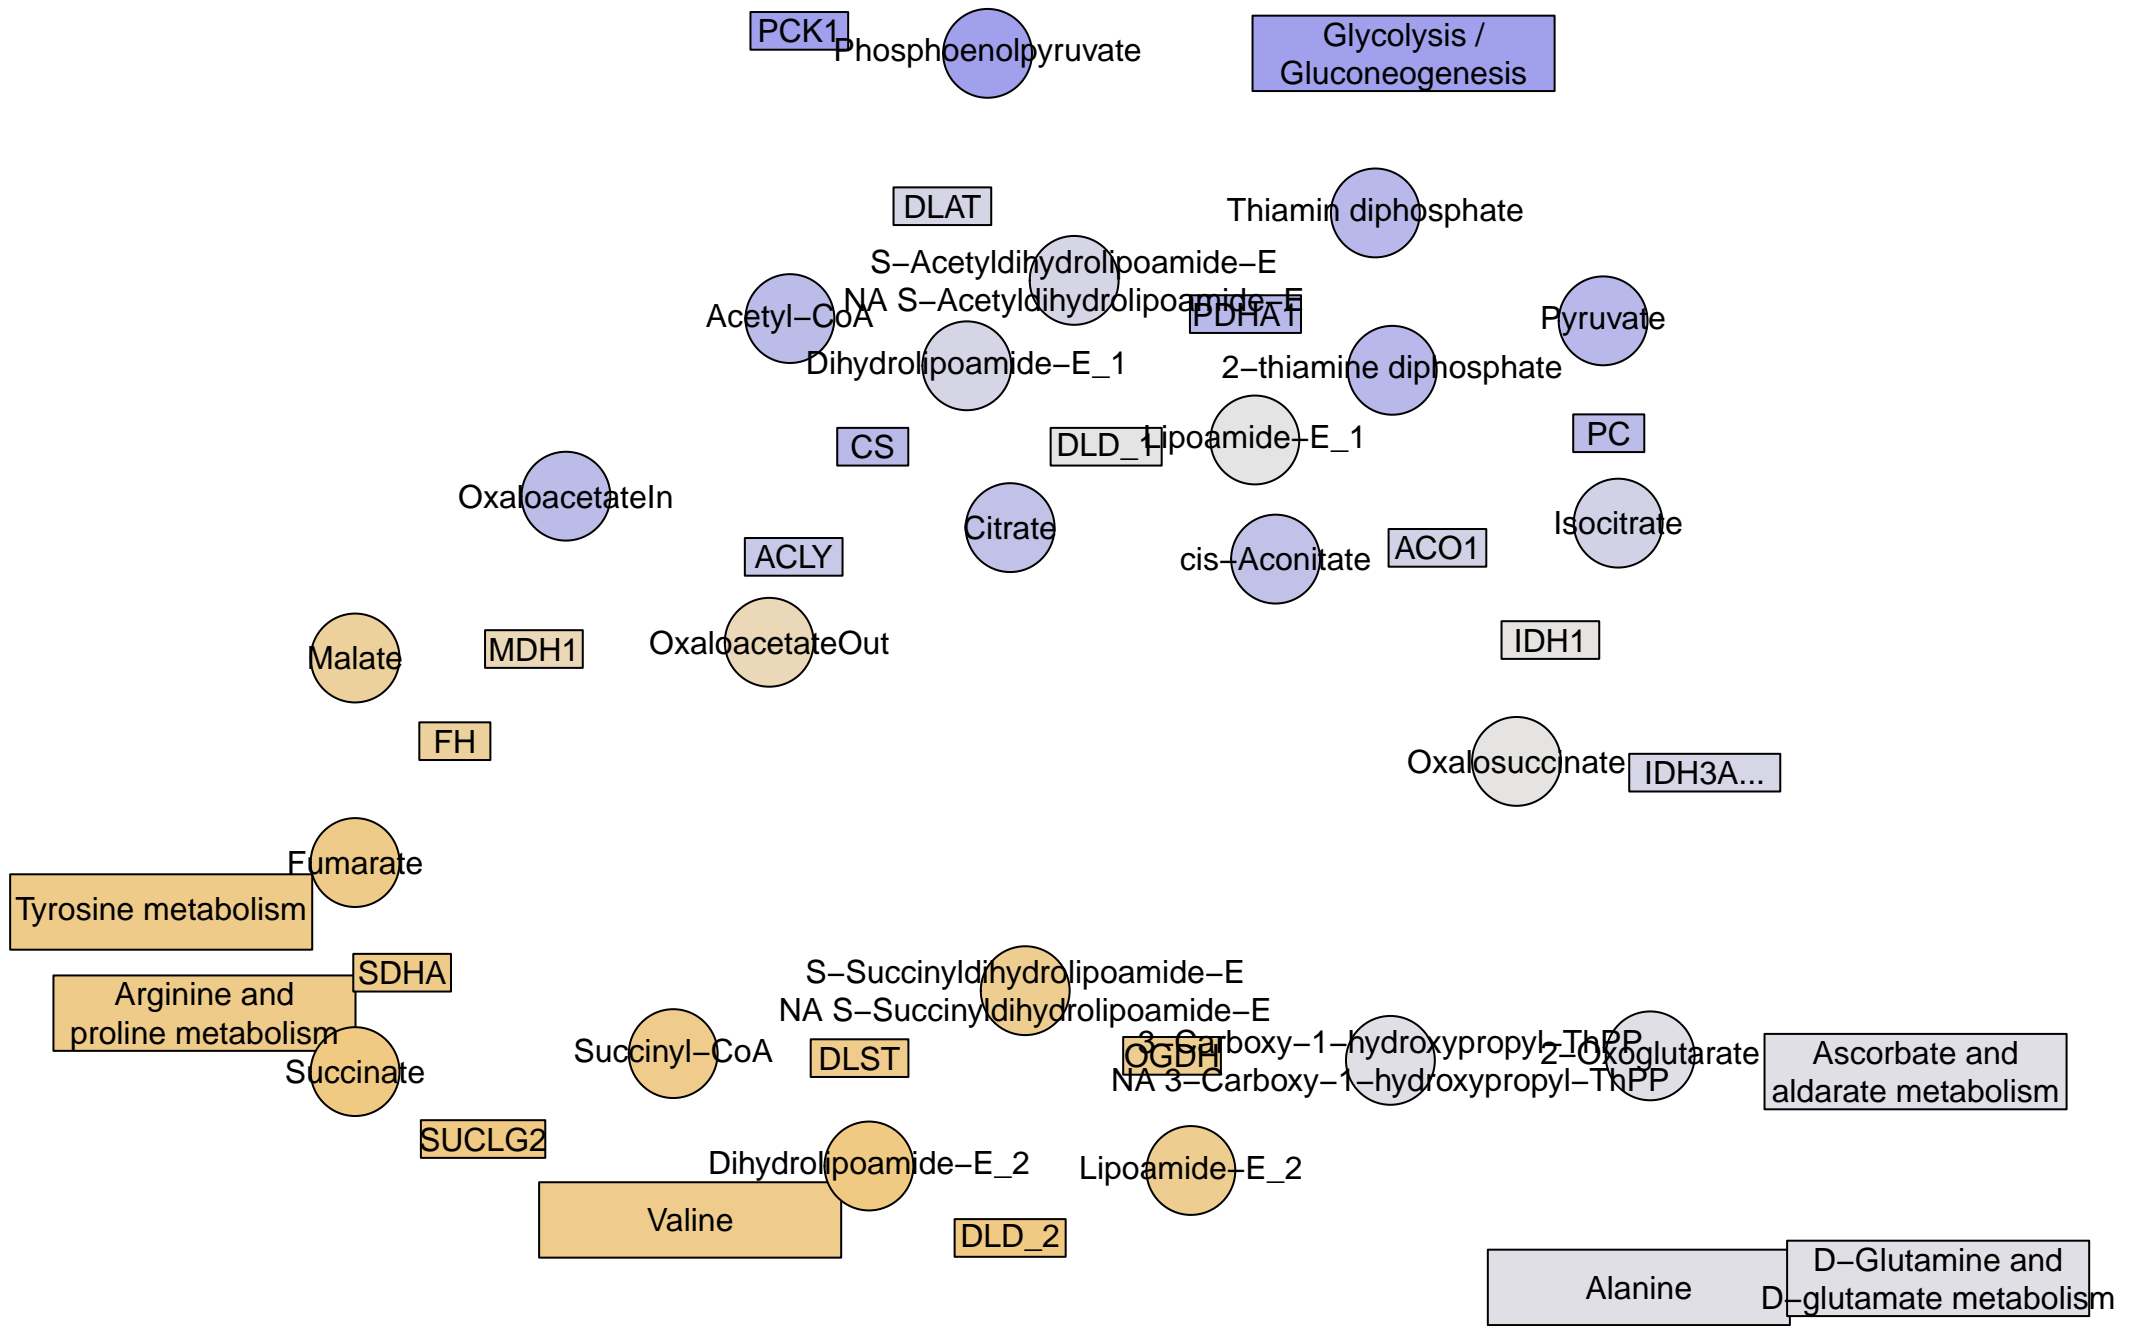 PCK1
Phosphoenolpyruvate
Glycolysis /
Gluconeogenesis
DLAT
Thiamin diphosphate
S−Acetyldihydrolipoamide−E
NA S−Acetyldihydrolipoamide−E
PDHA1
Acetyl−CoA
Pyruvate
Dihydrolipoamide−E_1
2−thiamine diphosphate
CS
DLD_1
Lipoamide−E_1
PC
OxaloacetateIn
Citrate
Isocitrate
ACLY
cis−Aconitate
ACO1
Malate
MDH1
OxaloacetateOut
IDH1
FH
Oxalosuccinate
IDH3A...
Fumarate
Tyrosine metabolism
SDHA
Arginine and
proline metabolism
S−Succinyldihydrolipoamide−E
NA S−Succinyldihydrolipoamide−E
Succinate
Succinyl−CoA
DLST
OGDH
3−Carboxy−1−hydroxypropyl−ThPP
NA 3−Carboxy−1−hydroxypropyl−ThPP
2−Oxoglutarate
Ascorbate and
aldarate metabolism
SUCLG2
Dihydrolipoamide−E_2
Lipoamide−E_2
Valine
DLD_2
Alanine
D−Glutamine and
D−glutamate metabolism